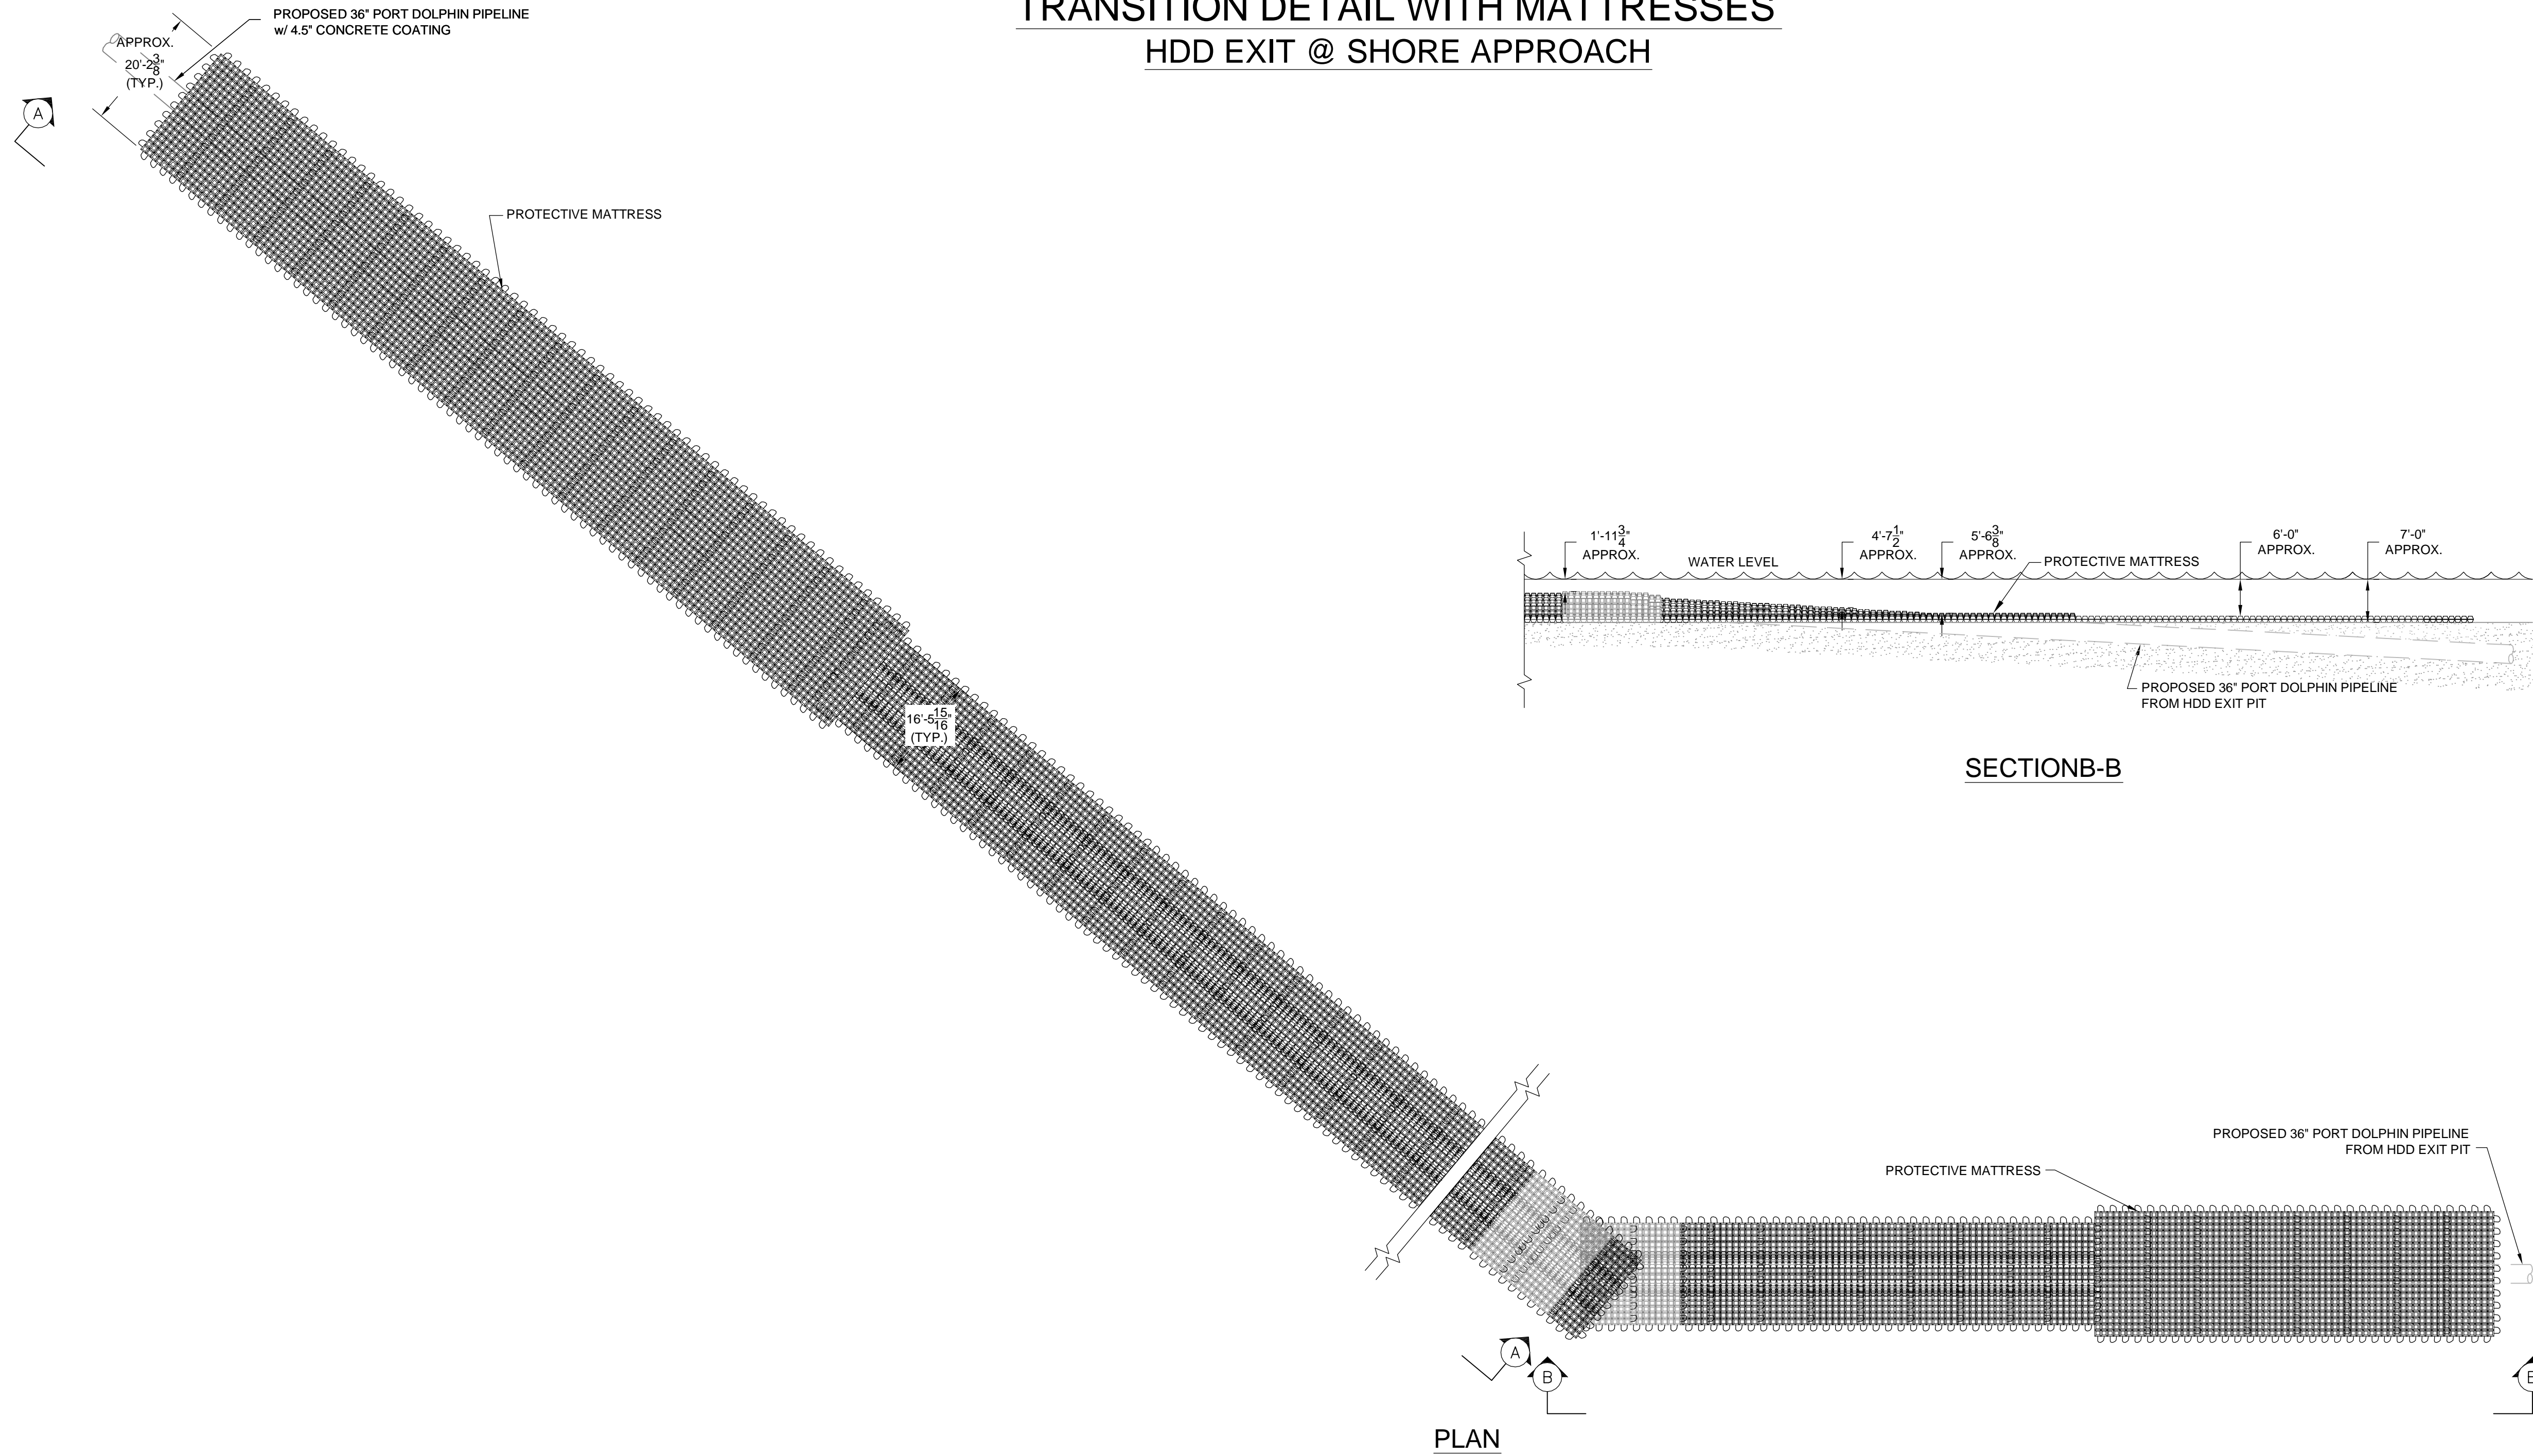 TRANSITION DETAIL WITH MATTRESSES
HDD EXIT @ SHORE APPROACH
PROPOSED 36" PORT DOLPHIN PIPELINE
w/ 4.5" CONCRETE COATING
APPROX.
20'-2 3/8"
(TYP.)
A
PROTECTIVE MATTRESS
16'-5 15/16"
(TYP.)
1'-11 3/4"
APPROX.
WATER LEVEL
4'-7 1/2"
APPROX.
5'-6 3/8"
APPROX.
PROTECTIVE MATTRESS
6'-0"
APPROX.
7'-0"
APPROX.
PROPOSED 36" PORT DOLPHIN PIPELINE
FROM HDD EXIT PIT
SECTIONB-B
PROPOSED 36" PORT DOLPHIN PIPELINE
FROM HDD EXIT PIT
PROTECTIVE MATTRESS
A
B
PLAN